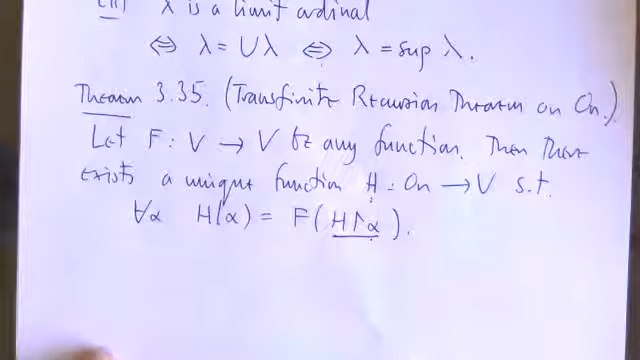 (iii) λ is a limit ordinal
⇔ λ = ∪λ ⇔ λ = sup λ.
Theorem 3.35. (Transfinite Recursion Theorem on On.)
Let F : V → V be any function. Then there
exists a unique function H : On → V s.t.
∀α H(α) = F(H↾α).